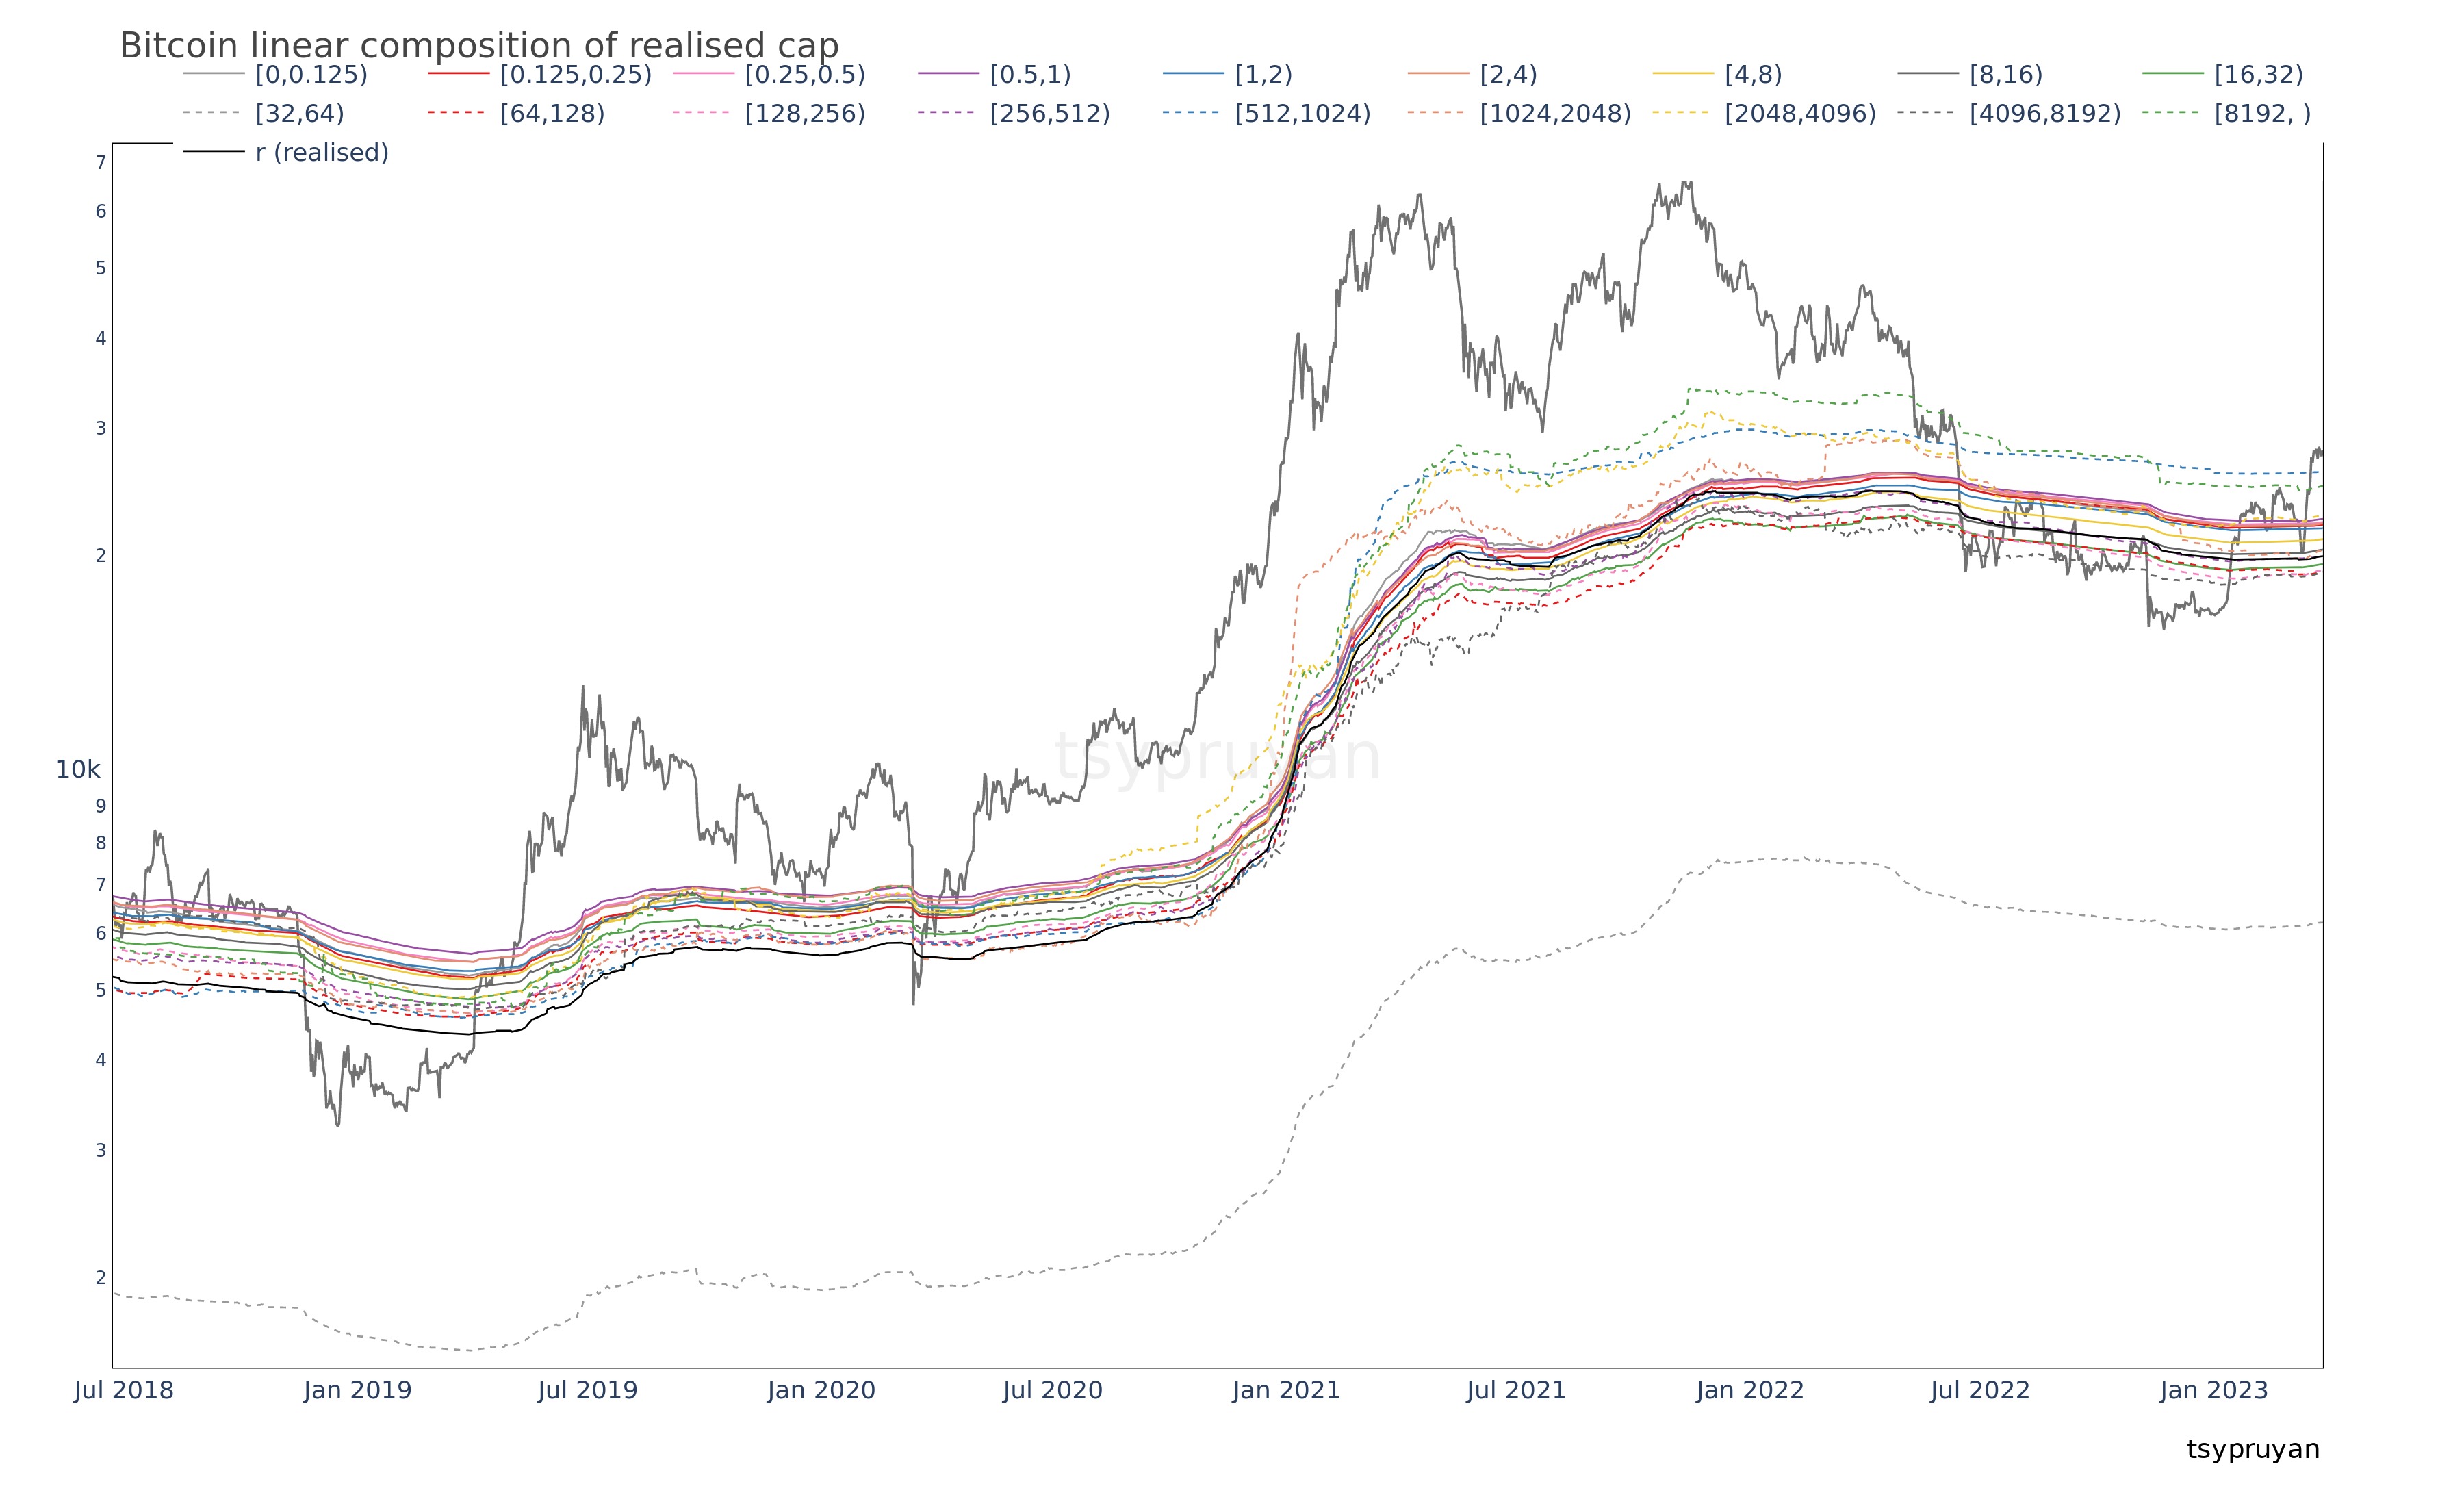 Bitcoin linear composition of realised cap
[0,0.125) [0.125,0.25) [0.25,0.5) [0.5,1) [1,2) [2,4) [4,8) [8,16) [16,32)
[32,64) [64,128) [128,256) [256,512) [512,1024) [1024,2048) [2048,4096) [4096,8192) [8192, )
r (realised)
7
6
5
4
3
2
10k
9
8
7
6
5
4
3
2
tsypruyan
Jul 2018 Jan 2019 Jul 2019 Jan 2020 Jul 2020 Jan 2021 Jul 2021 Jan 2022 Jul 2022 Jan 2023
tsypruyan